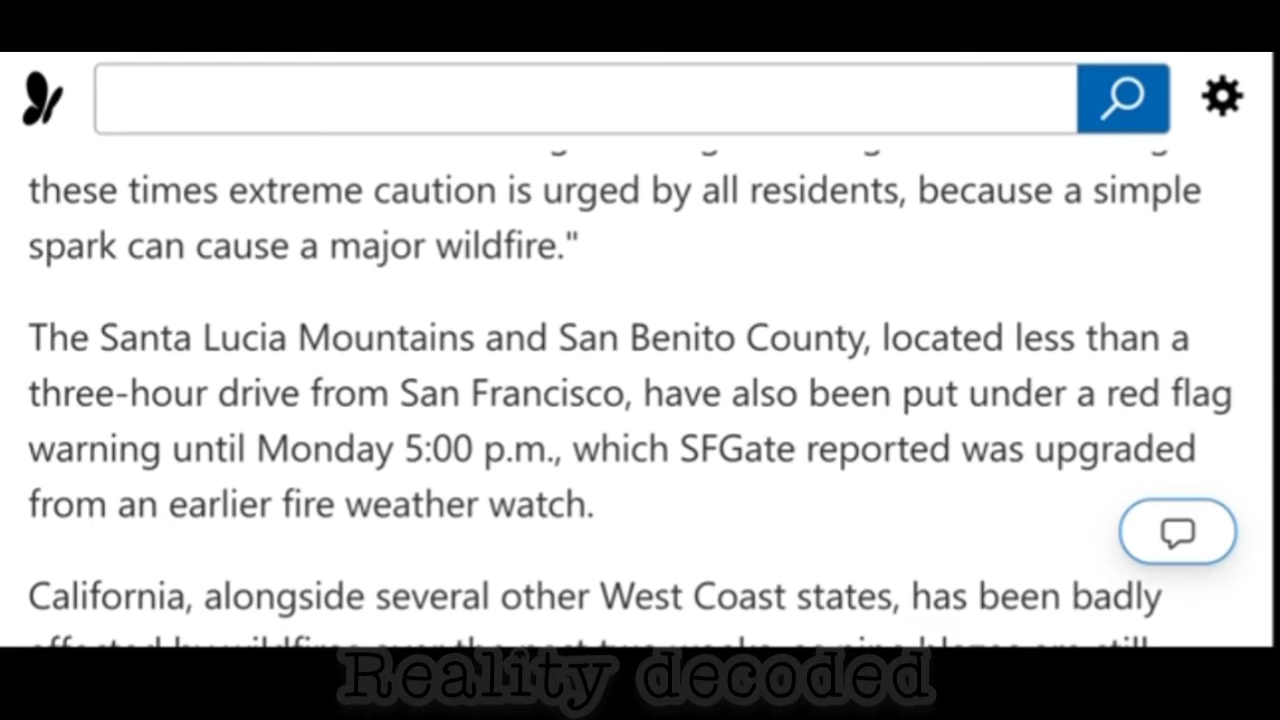 these times extreme caution is urged by all residents, because a simple
spark can cause a major wildfire."
The Santa Lucia Mountains and San Benito County, located less than a
three-hour drive from San Francisco, have also been put under a red flag
warning until Monday 5:00 p.m., which SFGate reported was upgraded
from an earlier fire weather watch.
California, alongside several other West Coast states, has been badly
Reality decoded